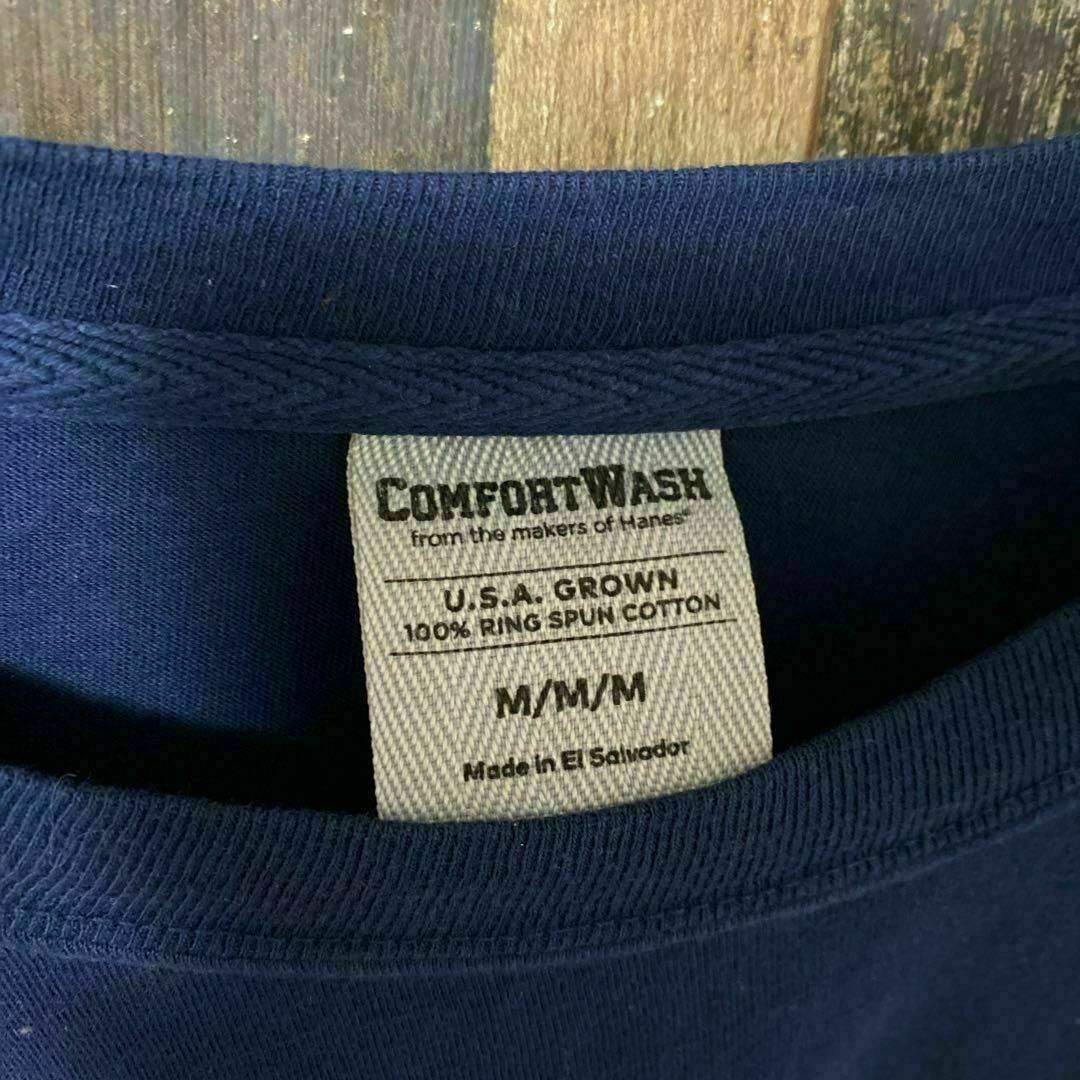 COMFORTWASH
from the makers of Hanes®
U.S.A. GROWN
100% RING SPUN COTTON
M/M/M
Made in El Salvador